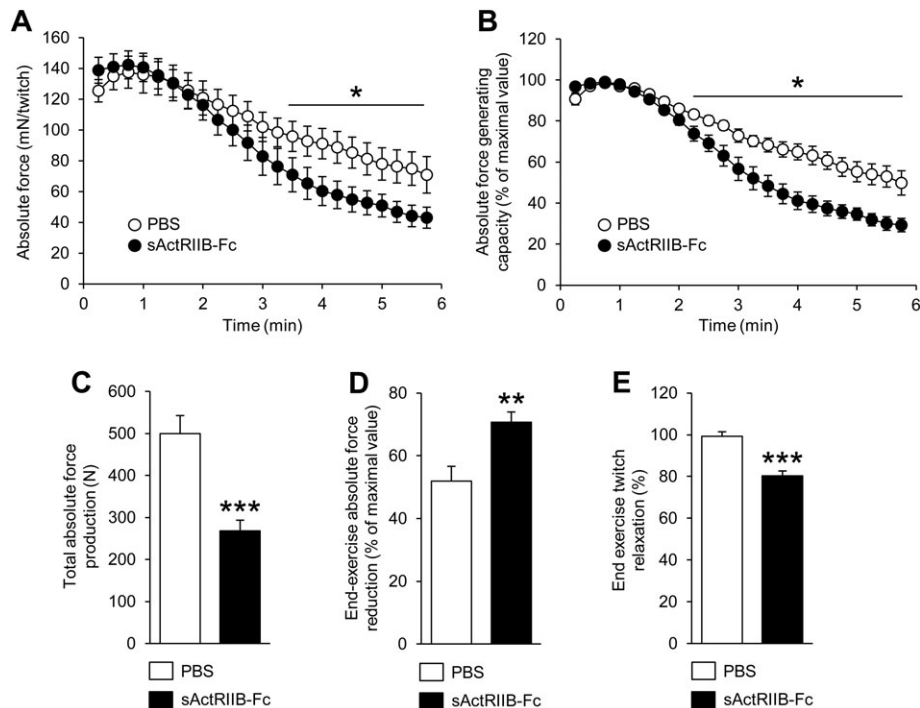 A
Absolute force (mN/twitch)
160
140
120
100
80
60
40
20
0
*
PBS
sActRIIB-Fc
0 1 2 3 4 5 6
Time (min)
B
Absolute force generating
capacity (% of maximal value)
120
100
80
60
40
20
0
*
PBS
sActRIIB-Fc
0 1 2 3 4 5 6
Time (min)
C
Total absolute force
production (N)
600
500
400
300
200
100
000
***
PBS
sActRIIB-Fc
D
End-exercise absolute force
reduction (% of maximal value)
80
60
40
20
0
**
PBS
sActRIIB-Fc
E
End exercise twitch
relaxation (%)
120
100
80
60
40
20
0
***
PBS
sActRIIB-Fc